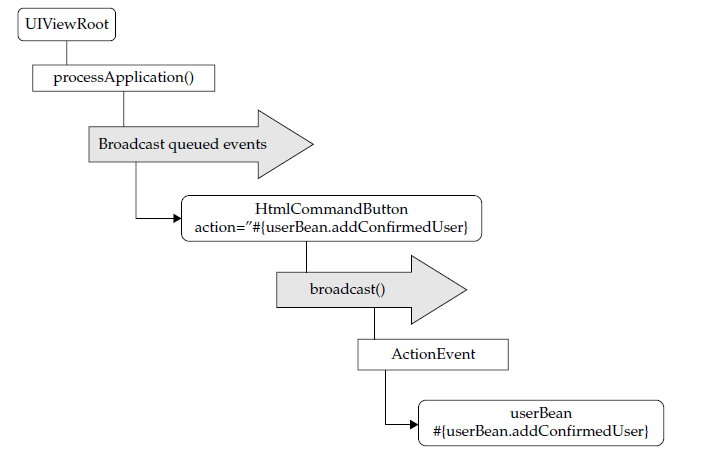 UIViewRoot
processApplication()
Broadcast queued events
HtmlCommandButton
action=”#{userBean.addConfirmedUser}
broadcast()
ActionEvent
userBean
#{userBean.addConfirmedUser}